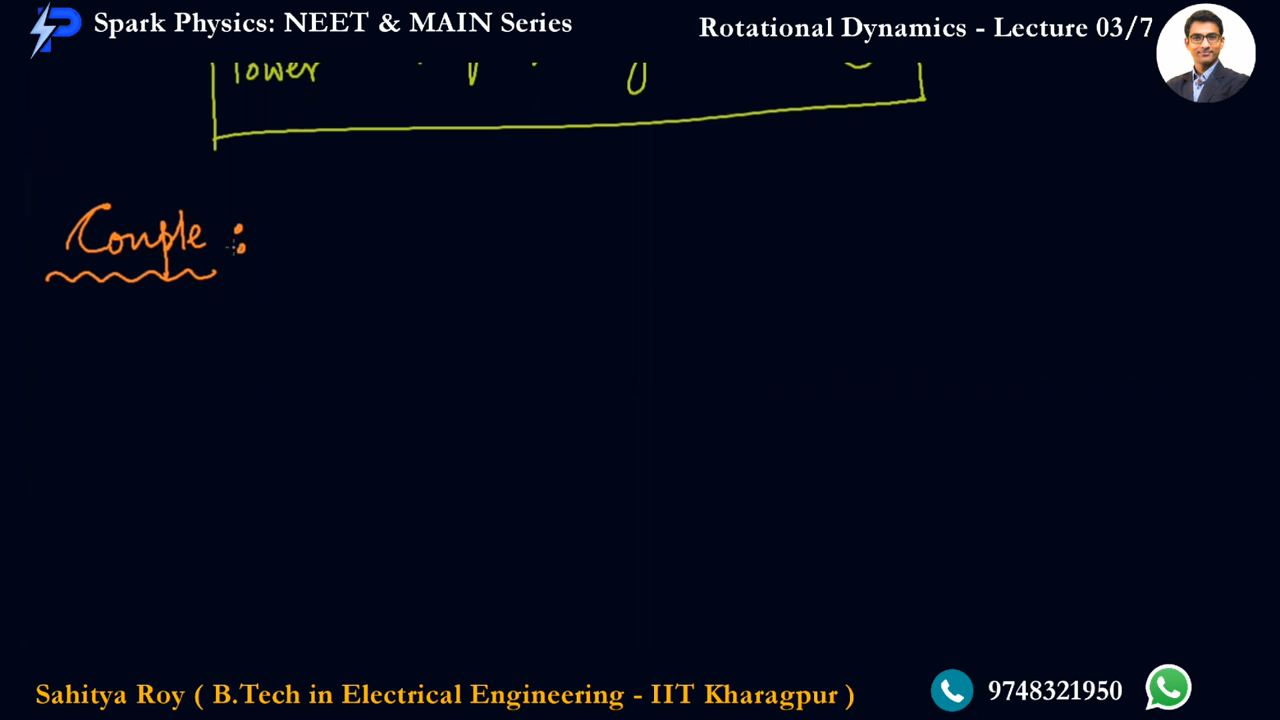 Spark Physics: NEET & MAIN Series
Rotational Dynamics - Lecture 03/7
Couple :
Sahitya Roy ( B.Tech in Electrical Engineering - IIT Kharagpur )
9748321950